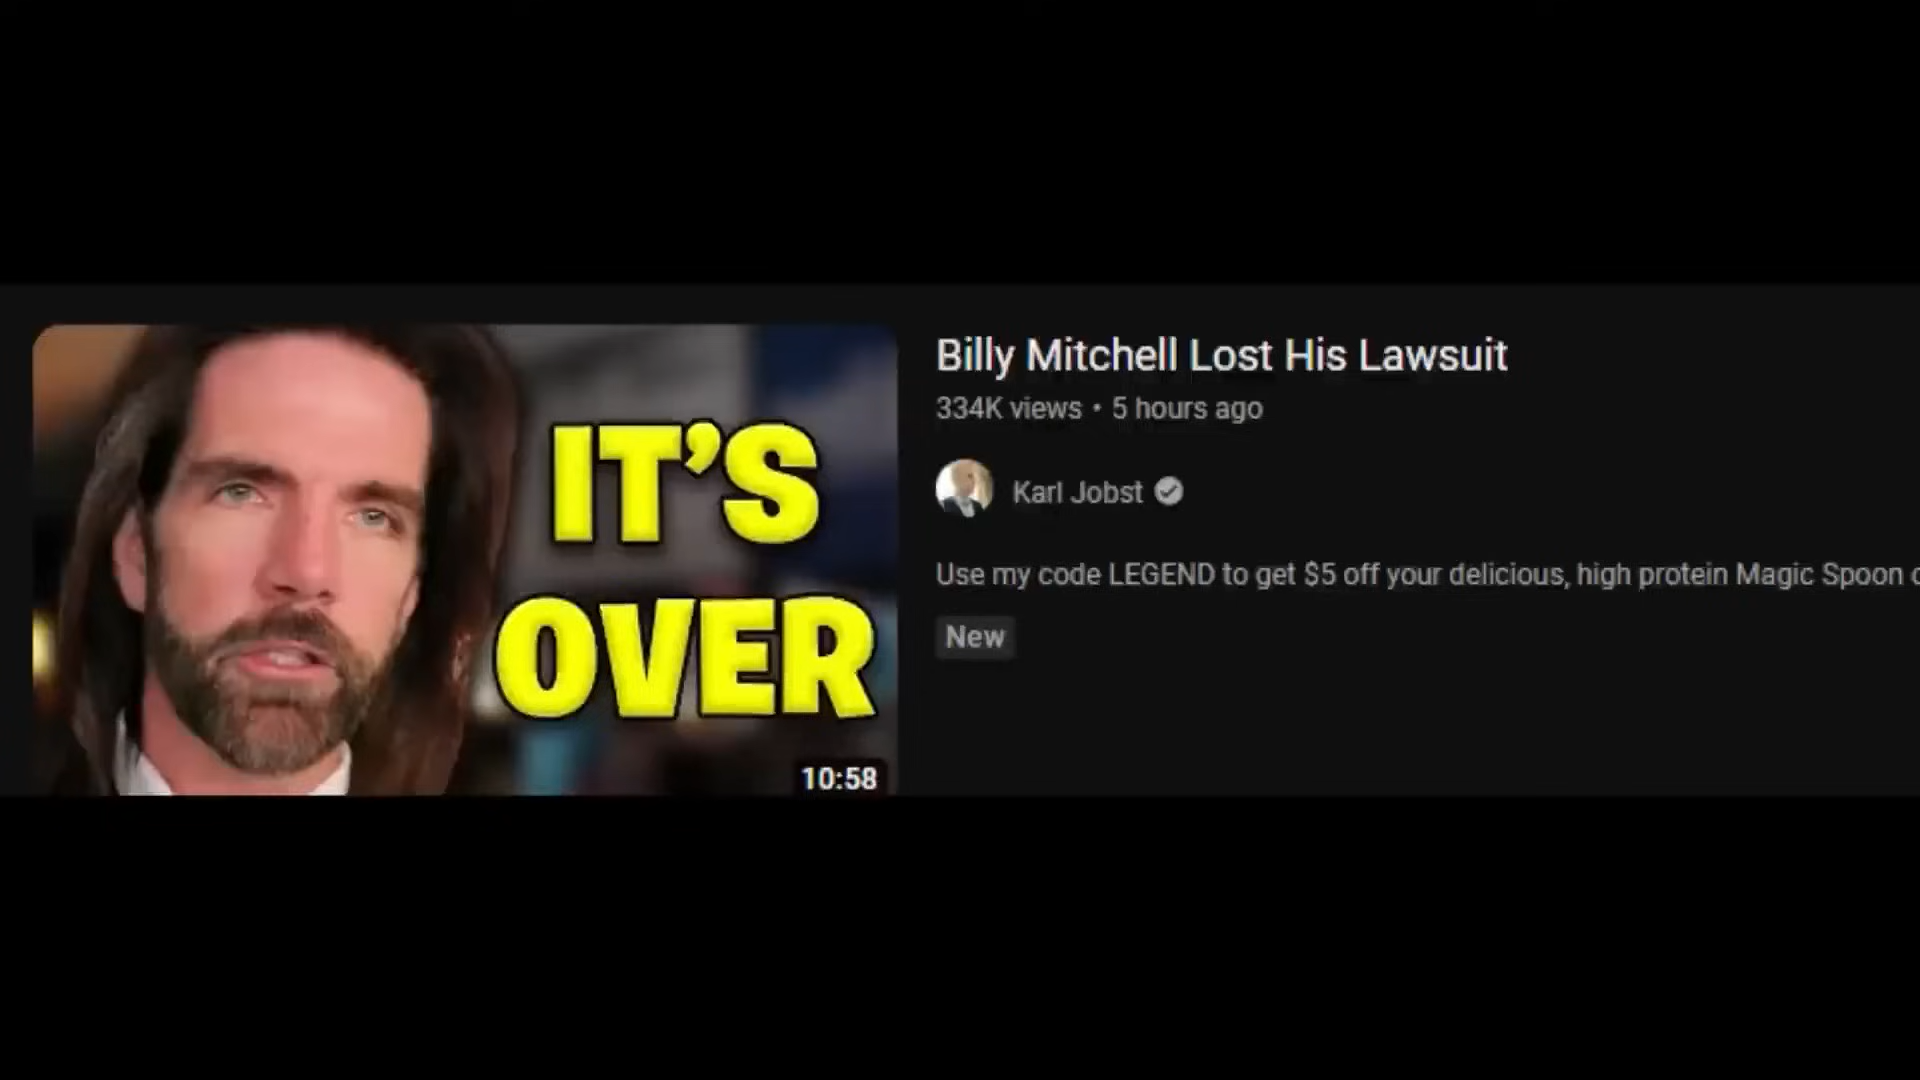 IT'S
OVER
10:58
Billy Mitchell Lost His Lawsuit
334K views • 5 hours ago
Karl Jobst
Use my code LEGEND to get $5 off your delicious, high protein Magic Spoon
New